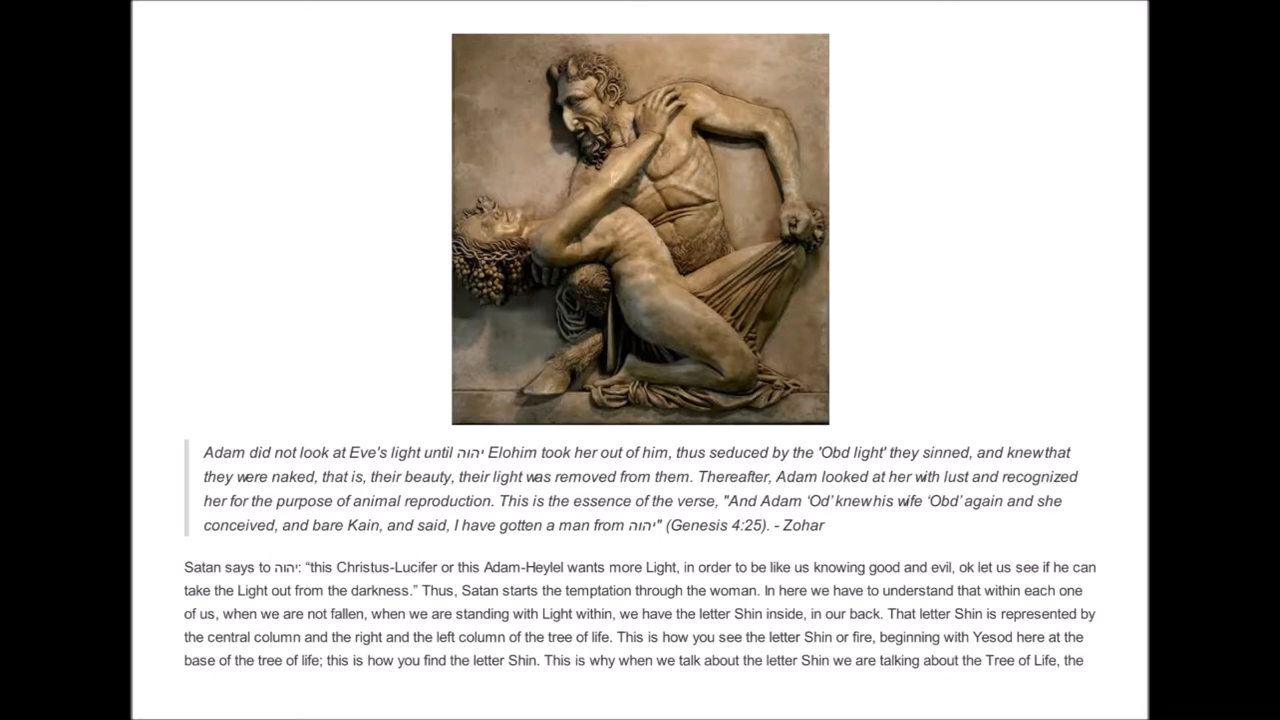 Adam did not look at Eve's light until יהוה Elohim took her out of him, thus seduced by the 'Obd light' they sinned, and knew that
they were naked, that is, their beauty, their light was removed from them. Thereafter, Adam looked at her with lust and recognized
her for the purpose of animal reproduction. This is the essence of the verse, "And Adam ‘Od’ knew his wife ‘Obd’ again and she
conceived, and bare Kain, and said, I have gotten a man from יהוה" (Genesis 4:25). - Zohar
Satan says to יהוה: “this Christus-Lucifer or this Adam-Heylel wants more Light, in order to be like us knowing good and evil, ok let us see if he can
take the Light out from the darkness.” Thus, Satan starts the temptation through the woman. In here we have to understand that within each one
of us, when we are not fallen, when we are standing with Light within, we have the letter Shin inside, in our back. That letter Shin is represented by
the central column and the right and the left column of the tree of life. This is how you see the letter Shin or fire, beginning with Yesod here at the
base of the tree of life; this is how you find the letter Shin. This is why when we talk about the letter Shin we are talking about the Tree of Life, the